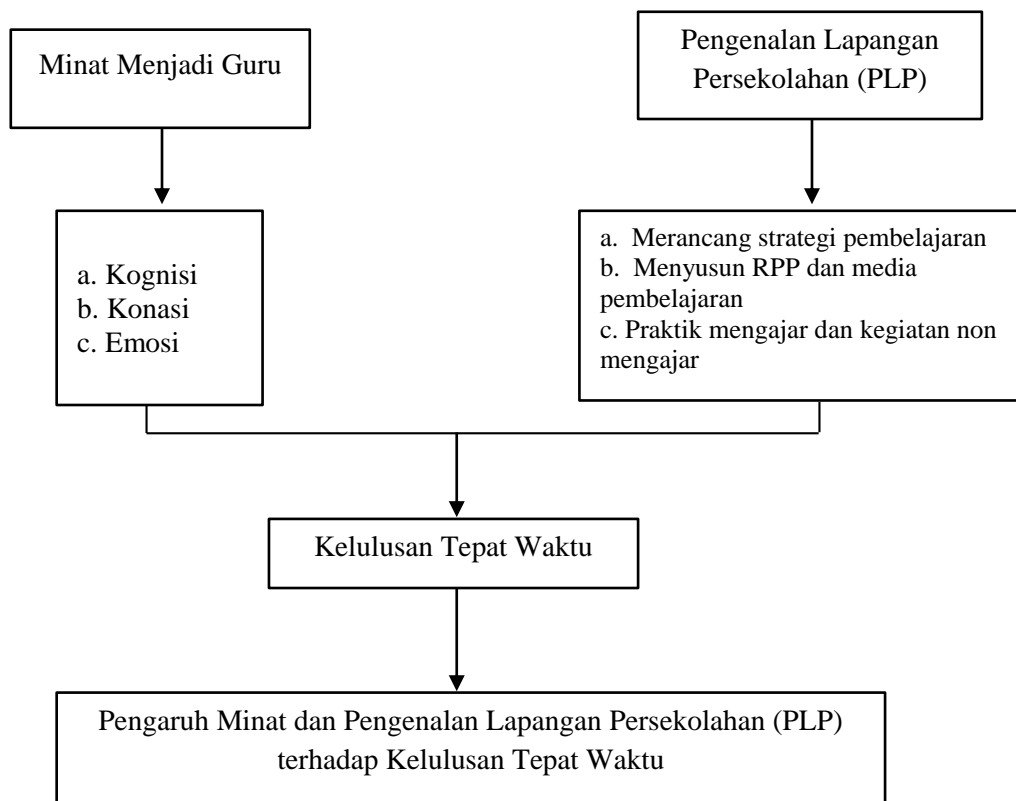 Minat Menjadi Guru
Pengenalan Lapangan
Persekolahan (PLP)
a. Kognisi
b. Konasi
c. Emosi
a. Merancang strategi pembelajaran
b. Menyusun RPP dan media
pembelajaran
c. Praktik mengajar dan kegiatan non
mengajar
Kelulusan Tepat Waktu
Pengaruh Minat dan Pengenalan Lapangan Persekolahan (PLP)
terhadap Kelulusan Tepat Waktu